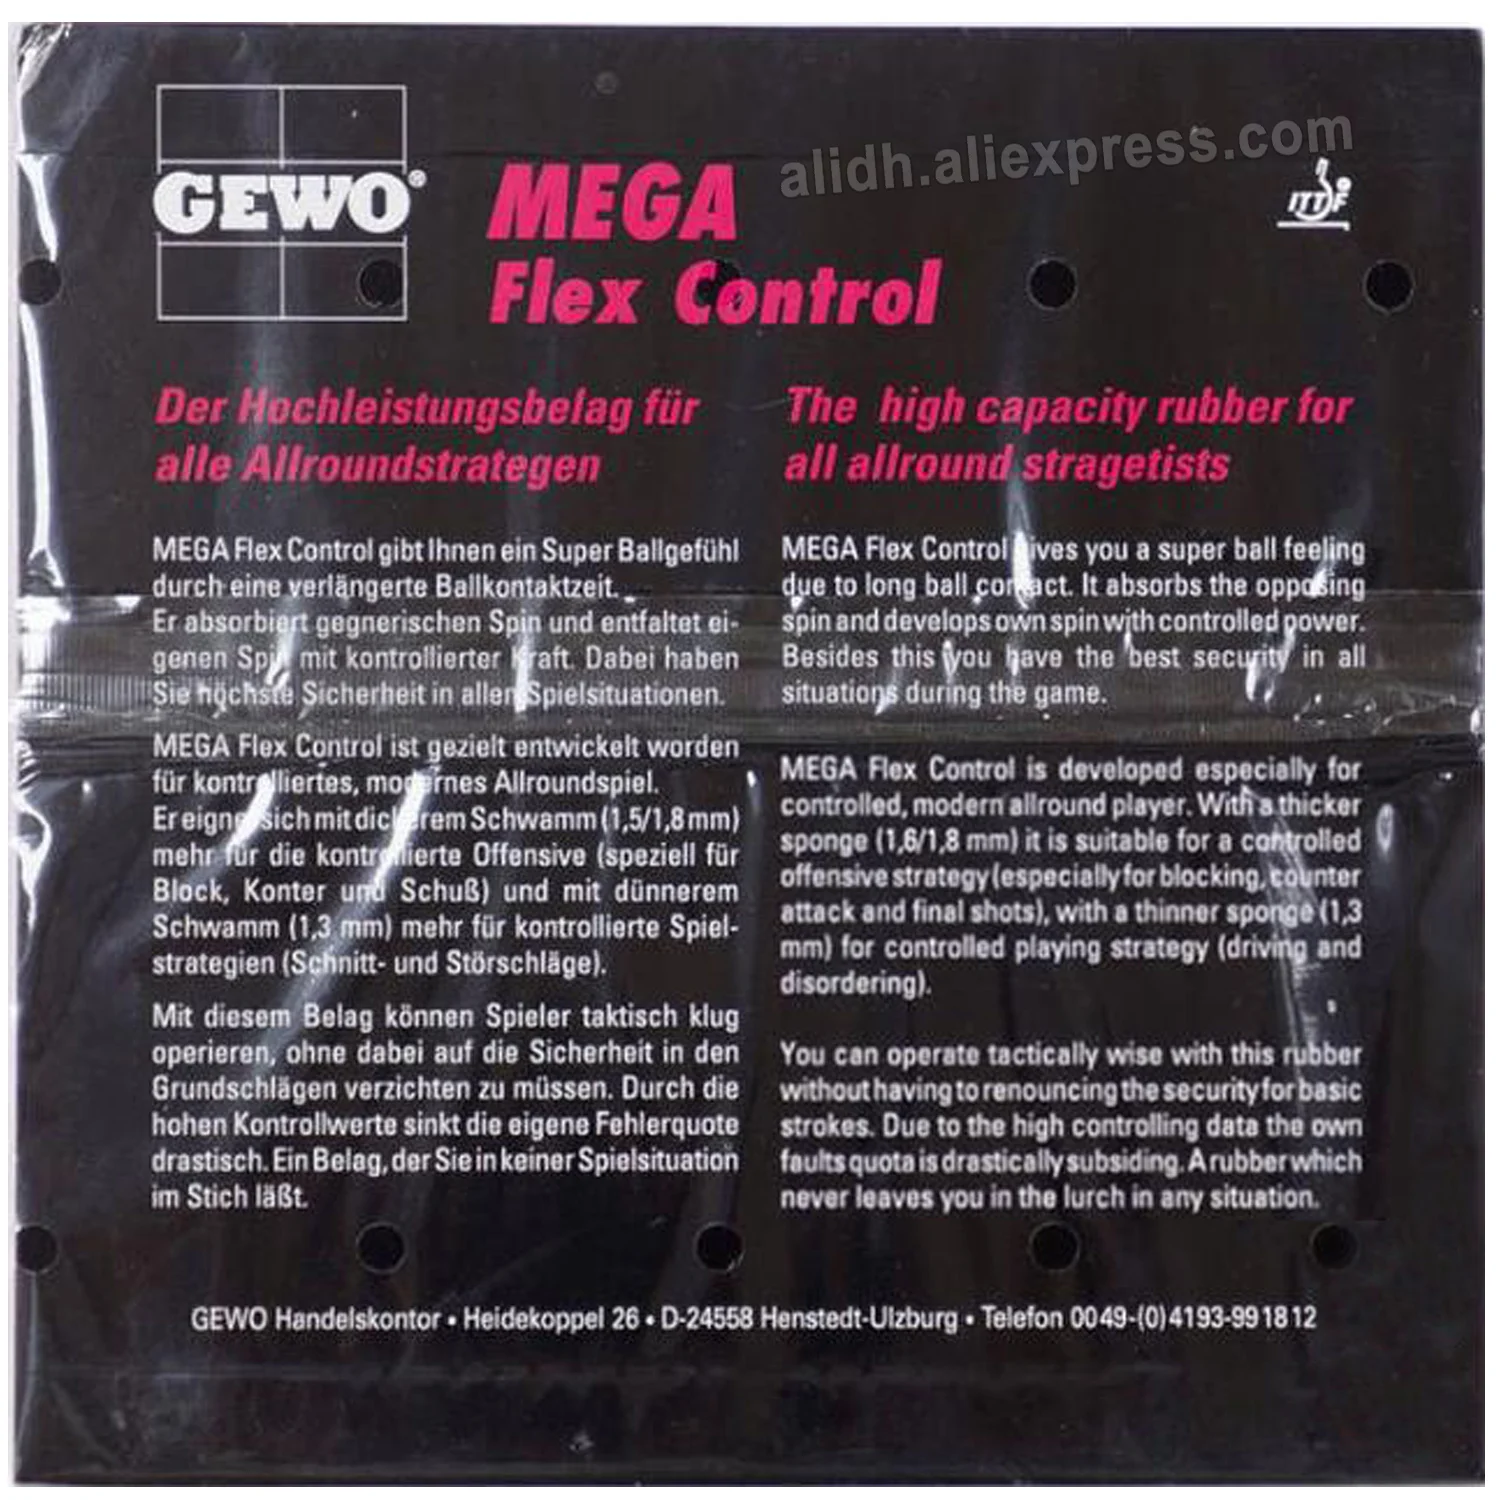 GEWO®
MEGA
Flex Control
alidh.aliexpress.com
ITTF
Der Hochleistungsbelag für
alle Allroundstrategen
MEGA Flex Control gibt Ihnen ein Super Ballgefühl
durch eine verlängerte Ballkontaktzeit.
Er absorbiert gegnerischen Spin und entfaltet ei-
genen Spin mit kontrollierter Kraft. Dabei haben
Sie höchste Sicherheit in allen Spielsituationen.
MEGA Flex Control ist gezielt entwickelt worden
für kontrolliertes, modernes Allroundspiel.
Er eignet sich mit dickerem Schwamm (1,5/1,8 mm)
mehr für die kontrollierte Offensive (speziell für
Block, Konter und Schuß) und mit dünnerem
Schwamm (1,3 mm) mehr für kontrollierte Spiel-
strategien (Schnitt- und Störschläge).
Mit diesem Belag können Spieler taktisch klug
operieren, ohne dabei auf die Sicherheit in den
Grundschlägen verzichten zu müssen. Durch die
hohen Kontrollwerte sinkt die eigene Fehlerquote
drastisch. Ein Belag, der Sie in keiner Spielsituation
im Stich läßt.
The high capacity rubber for
all allround stragetists
MEGA Flex Control gives you a super ball feeling
due to long ball contact. It absorbs the opposing
spin and develops own spin with controlled power.
Besides this you have the best security in all
situations during the game.
MEGA Flex Control is developed especially for
controlled, modern allround player. With a thicker
sponge (1,6/1,8 mm) it is suitable for a controlled
offensive strategy (especially for blocking, counter
attack and final shots), with a thinner sponge (1,3
mm) for controlled playing strategy (driving and
disordering).
You can operate tactically wise with this rubber
without having to renouncing the security for basic
strokes. Due to the high controlling data the own
faults quota is drastically subsiding. A rubber which
never leaves you in the lurch in any situation.
GEWO Handelskontor • Heidekoppel 26 • D-24558 Henstedt-Ulzburg • Telefon 0049-(0)4193-991812